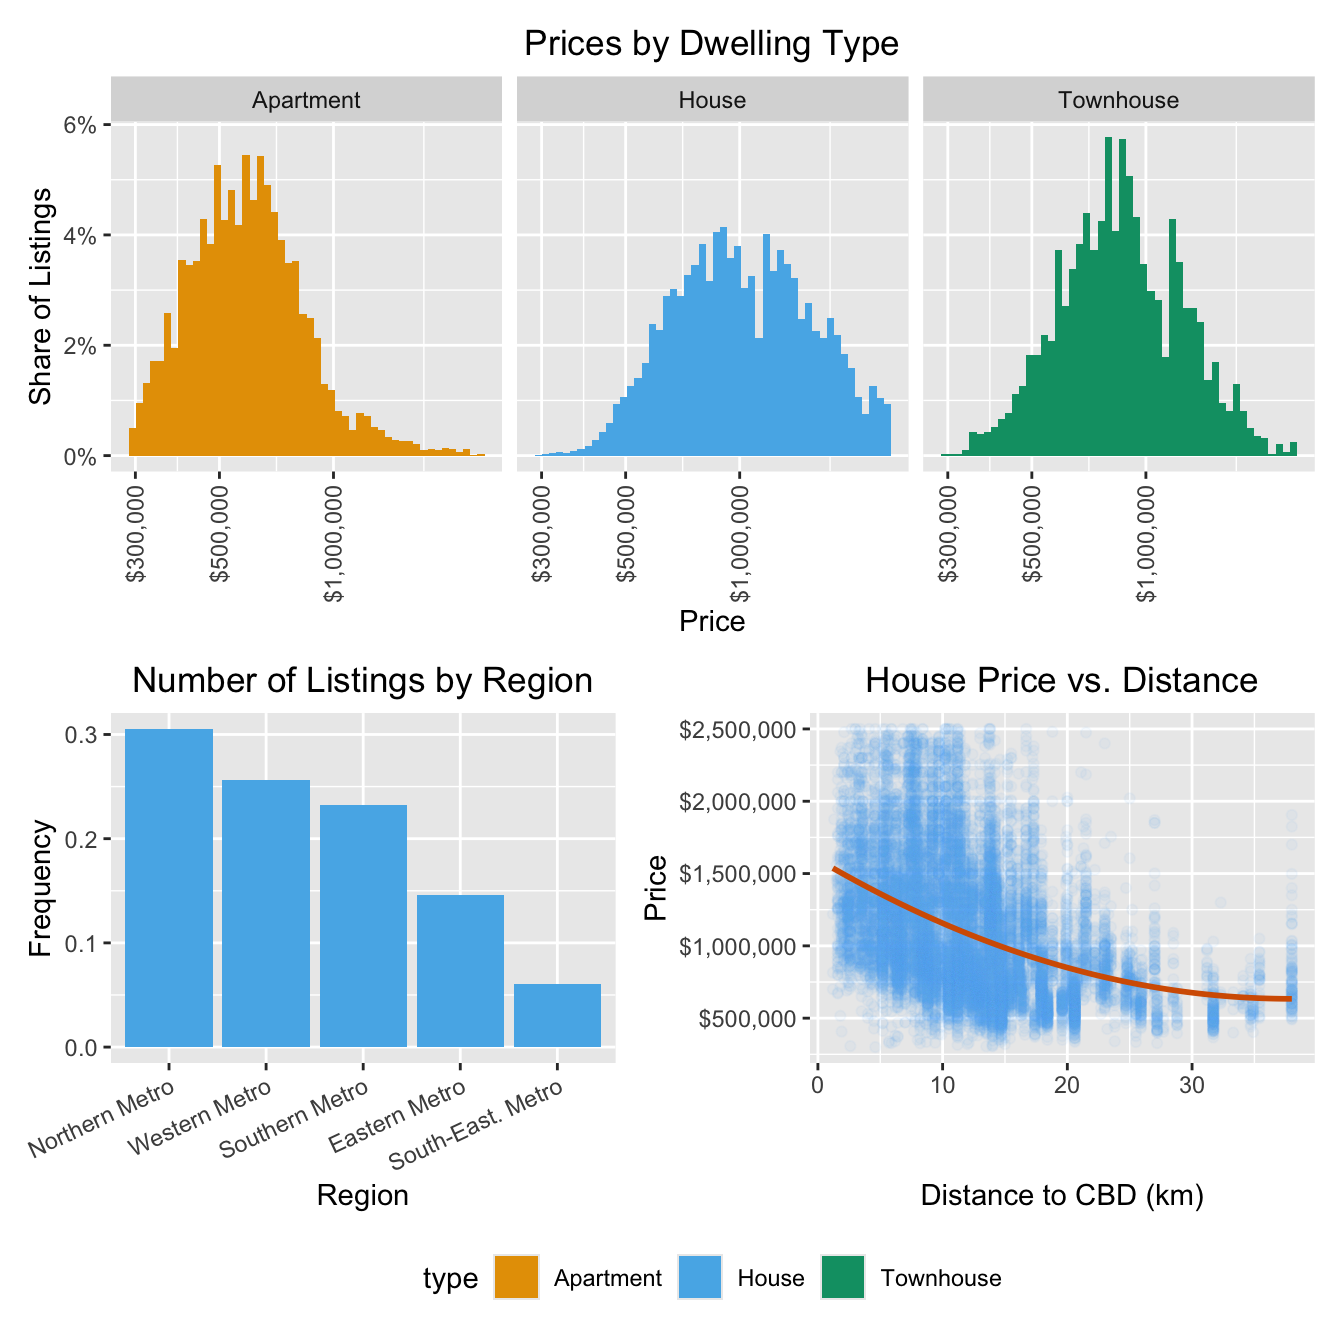 Prices by Dwelling Type
Apartment House Townhouse
Share of Listings
6%
4%
2%
0%
$300,000 $500,000 $1,000,000 $300,000 $500,000 $1,000,000 $300,000 $500,000 $1,000,000
Price
Number of Listings by Region
Frequency
0.3
0.2
0.1
0.0
Northern Metro
Western Metro
Southern Metro
Eastern Metro
South-East. Metro
Region
House Price vs. Distance
Price
$2,500,000
$2,000,000
$1,500,000
$1,000,000
$500,000
0 10 20 30
Distance to CBD (km)
type Apartment House Townhouse